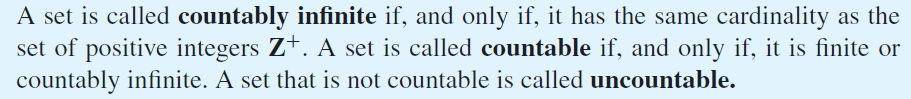 A set is called countably infinite if, and only if, it has the same cardinality as the
set of positive integers Z⁺. A set is called countable if, and only if, it is finite or
countably infinite. A set that is not countable is called uncountable.